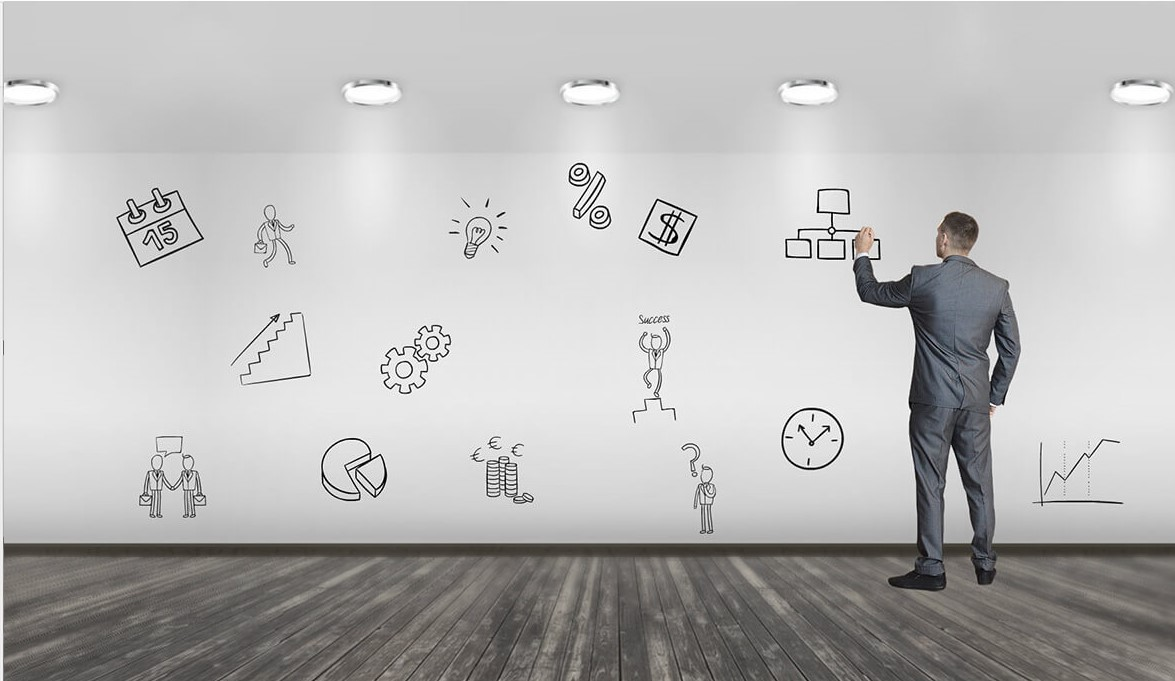 %
15
$
Success
€ € €
?